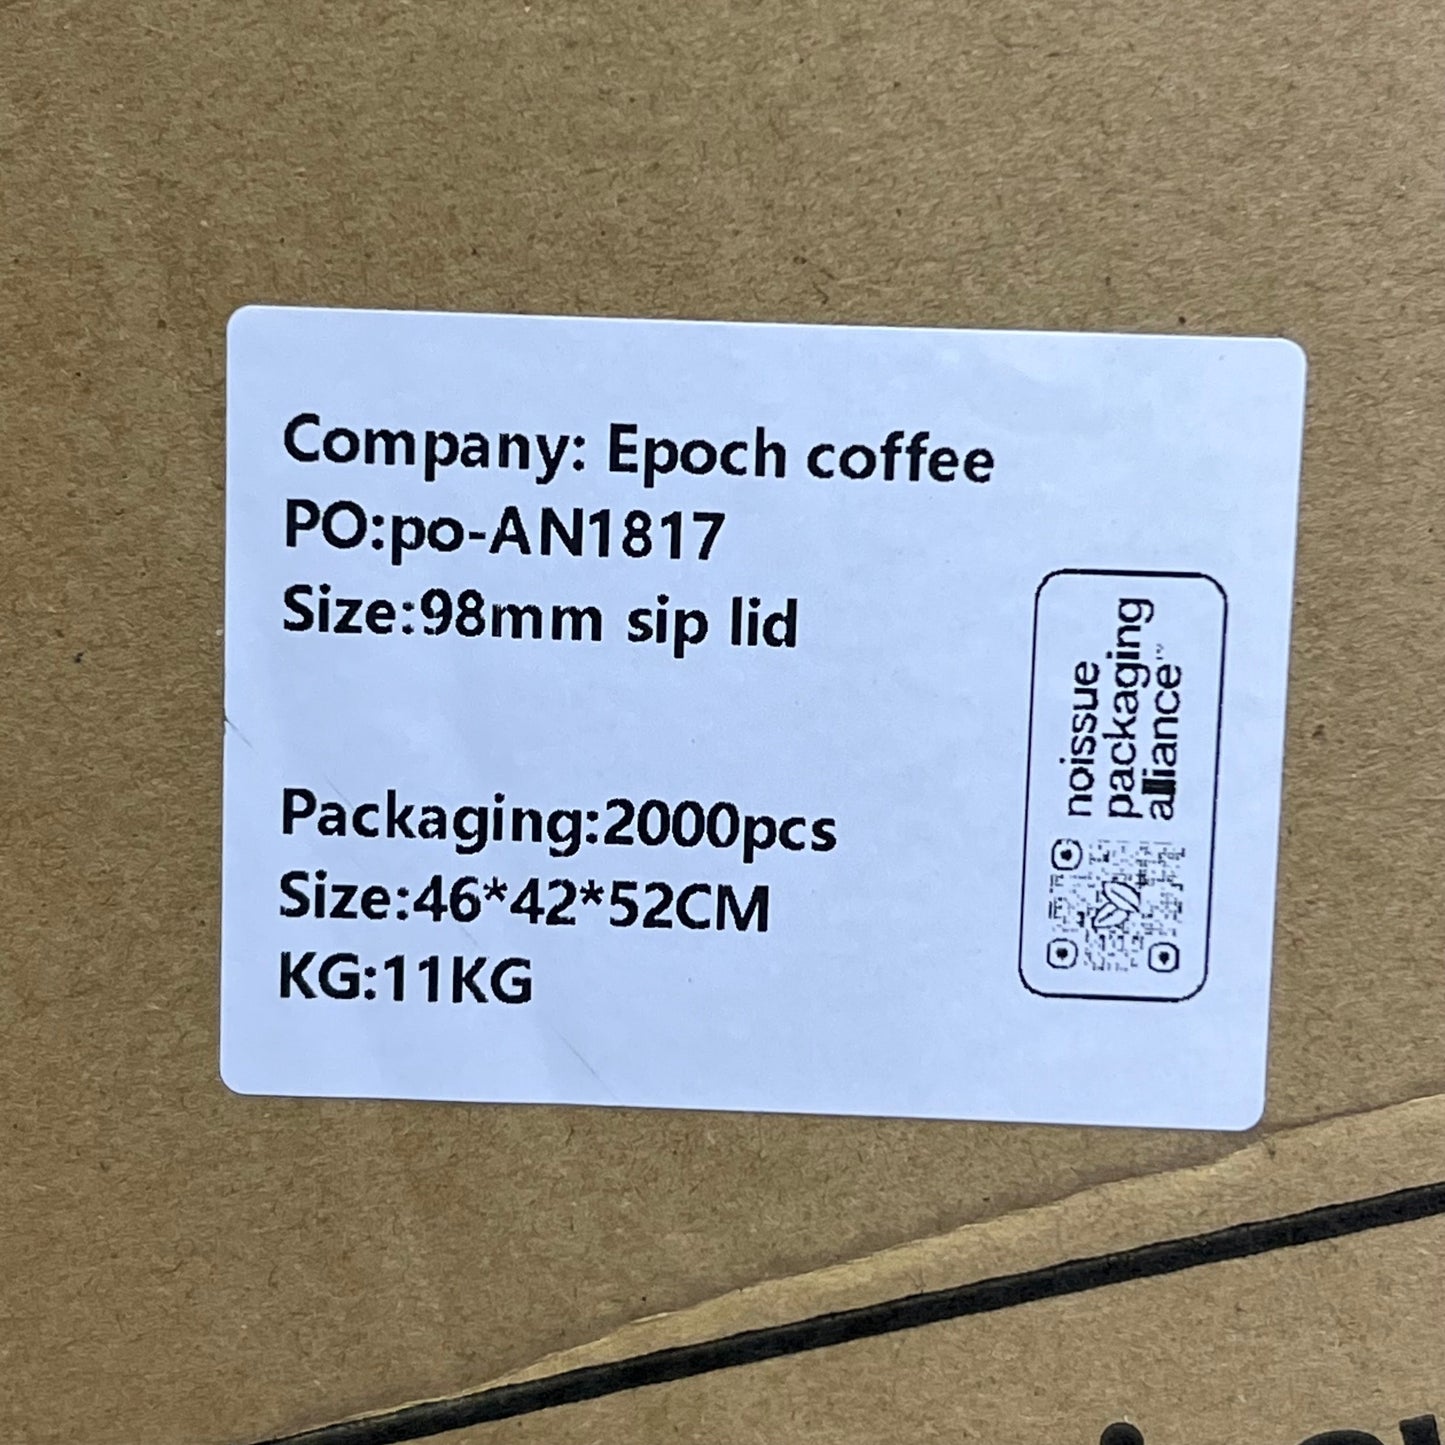 Company: Epoch coffee
PO:po-AN1817
Size:98mm sip lid
Packaging:2000pcs
Size:46*42*52CM
KG:11KG
noissue
packaging
alliance™